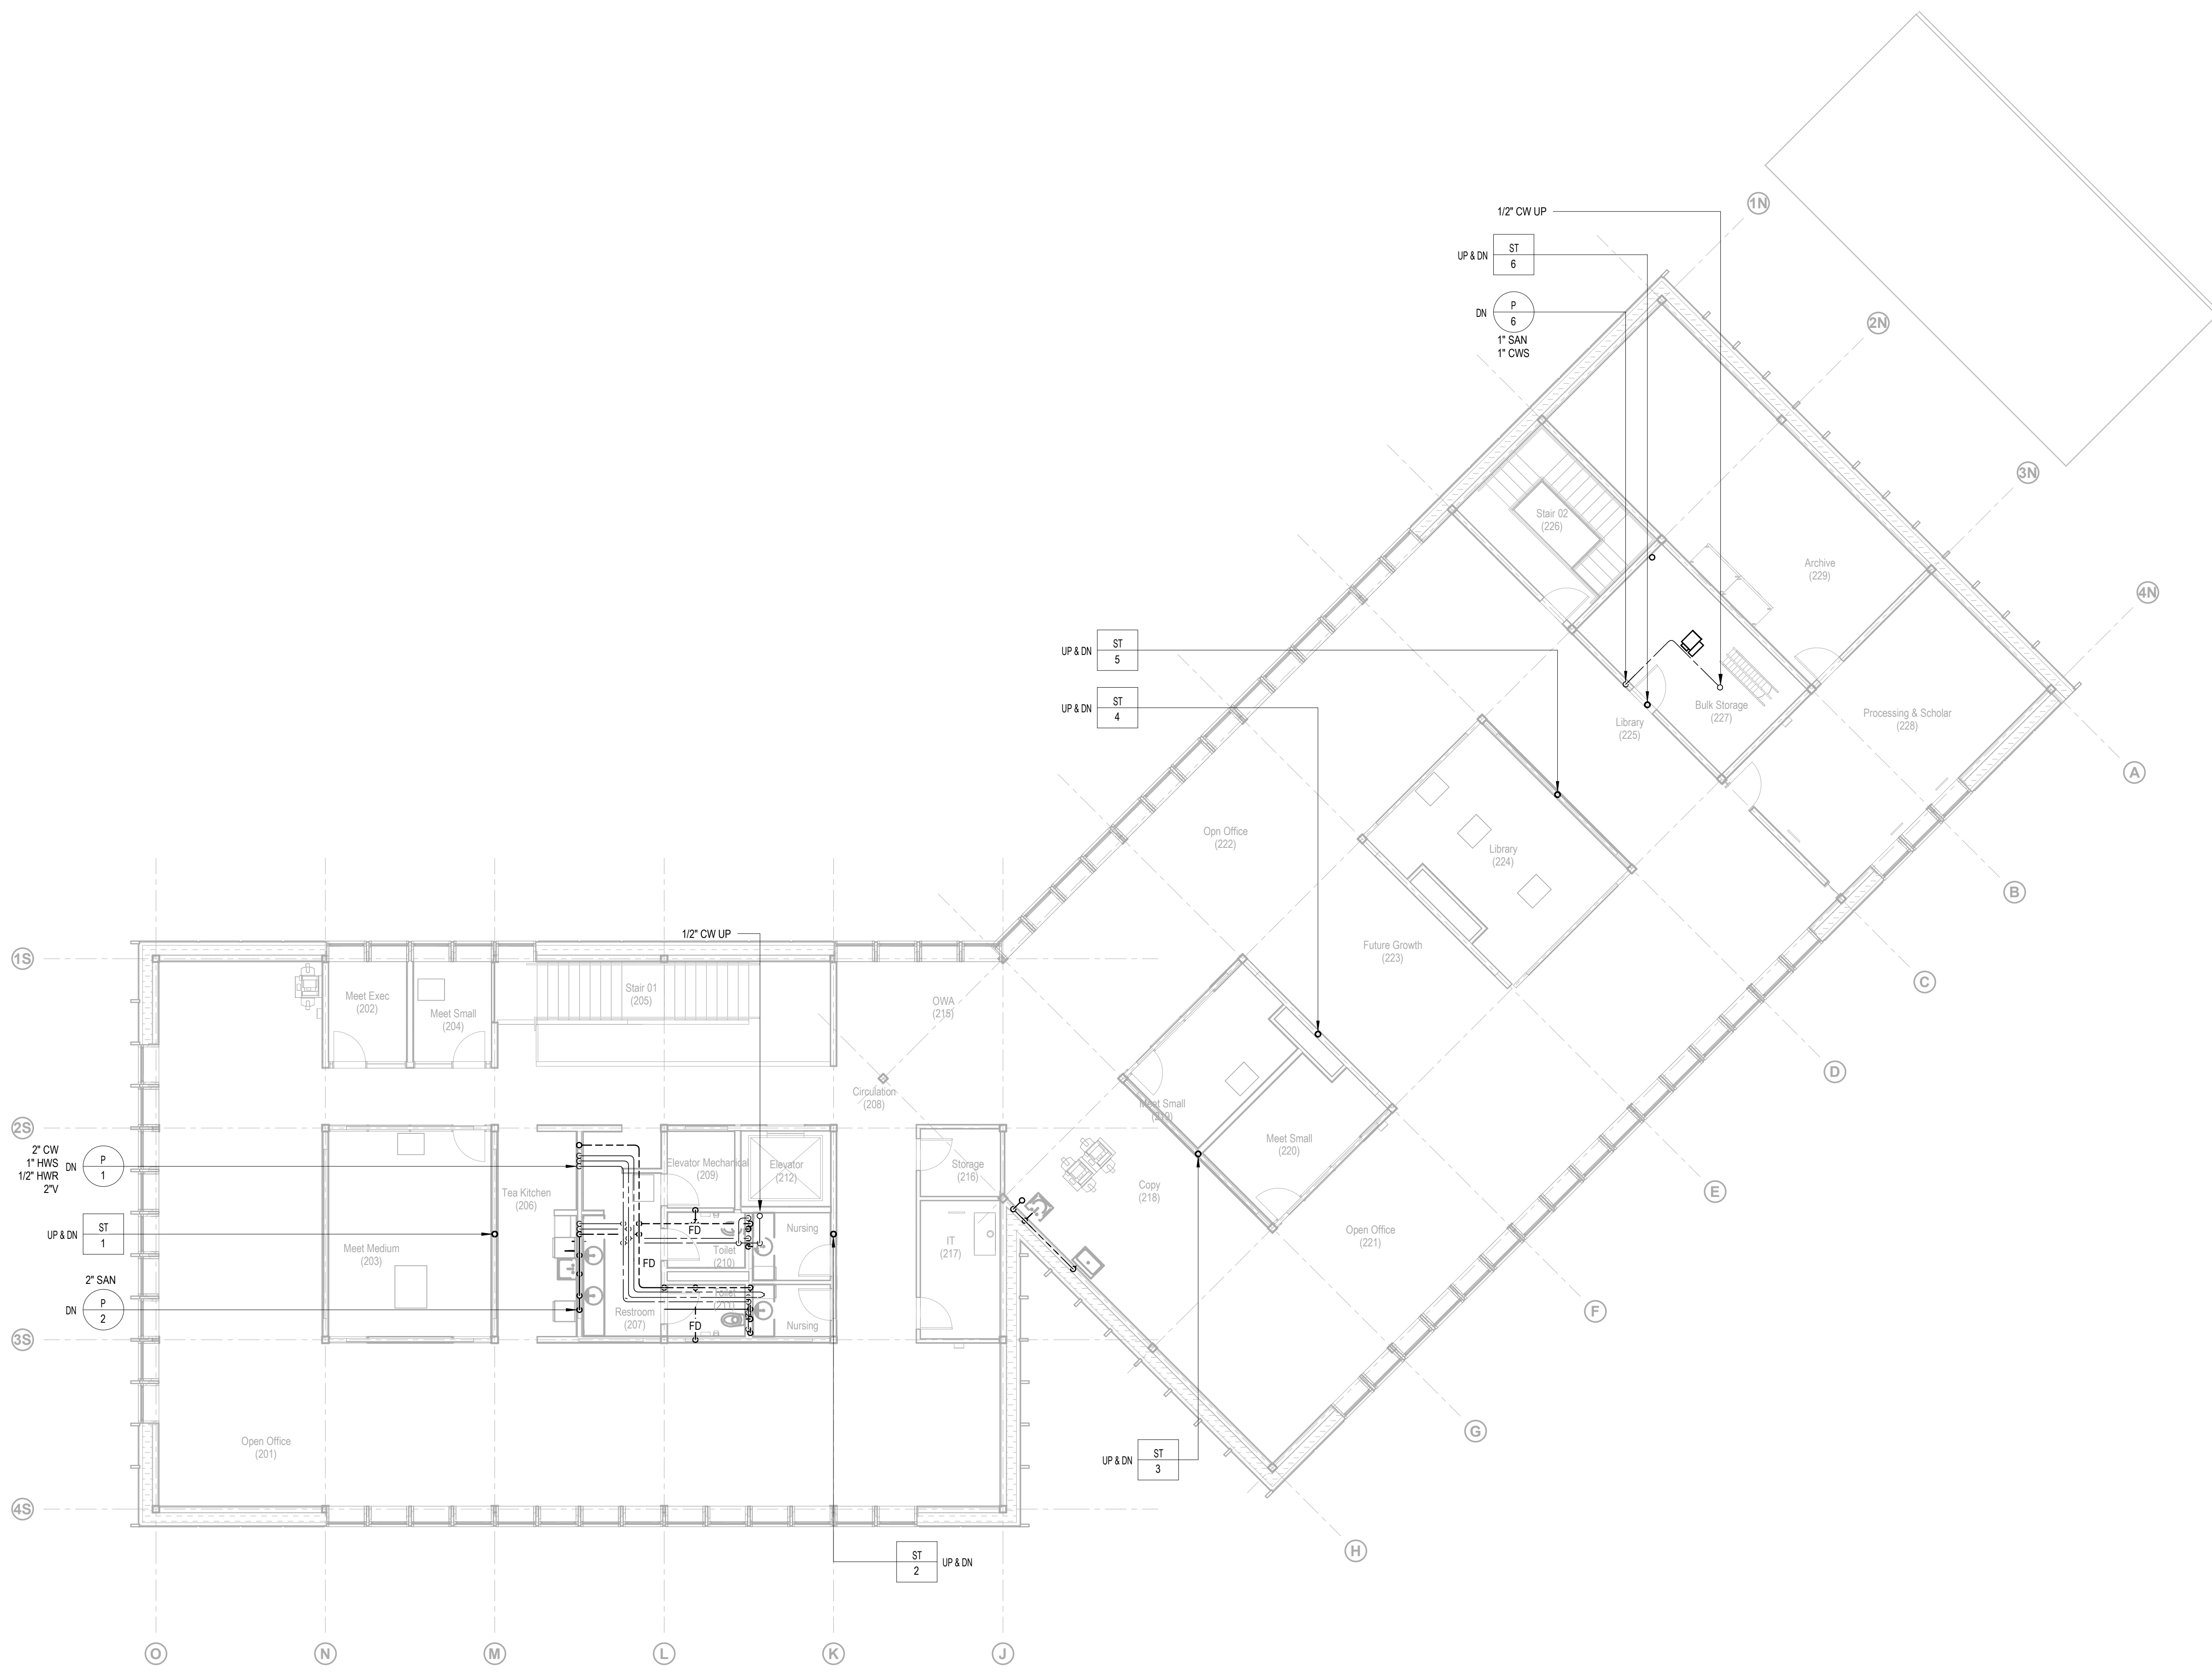 1N
1/2" CW UP
UP & DN
ST
6
2N
DN
P
6
1" SAN
1" CWS
3N
Stair 02
(226)
Archive
(229)
4N
UP & DN
ST
5
UP & DN
ST
4
Bulk Storage
(227)
Library
(225)
Processing & Scholar
(228)
A
Opn Office
(222)
Library
(224)
B
Future Growth
(223)
C
1/2" CW UP
1S
Stair 01
(205)
Meet Exec
(202)
Meet Small
(204)
OWA
(215)
D
Circulation
(208)
Meet Small
(219)
2S
2" CW
1" HWS
1/2" HWR
2"V
DN
P
1
Meet Small
(220)
Elevator Mechanical
(209)
Elevator
(212)
Storage
(216)
Tea Kitchen
(206)
Copy
(218)
E
UP & DN
ST
1
Meet Medium
(203)
FD
Toilet
(210)
Nursing
IT
(217)
Open Office
(221)
FD
2" SAN
DN
P
2
Restroom
(207)
Toilet
(211)
FD
Nursing
F
3S
G
Open Office
(201)
UP & DN
ST
3
4S
H
ST
2
UP & DN
O
N
M
L
K
J